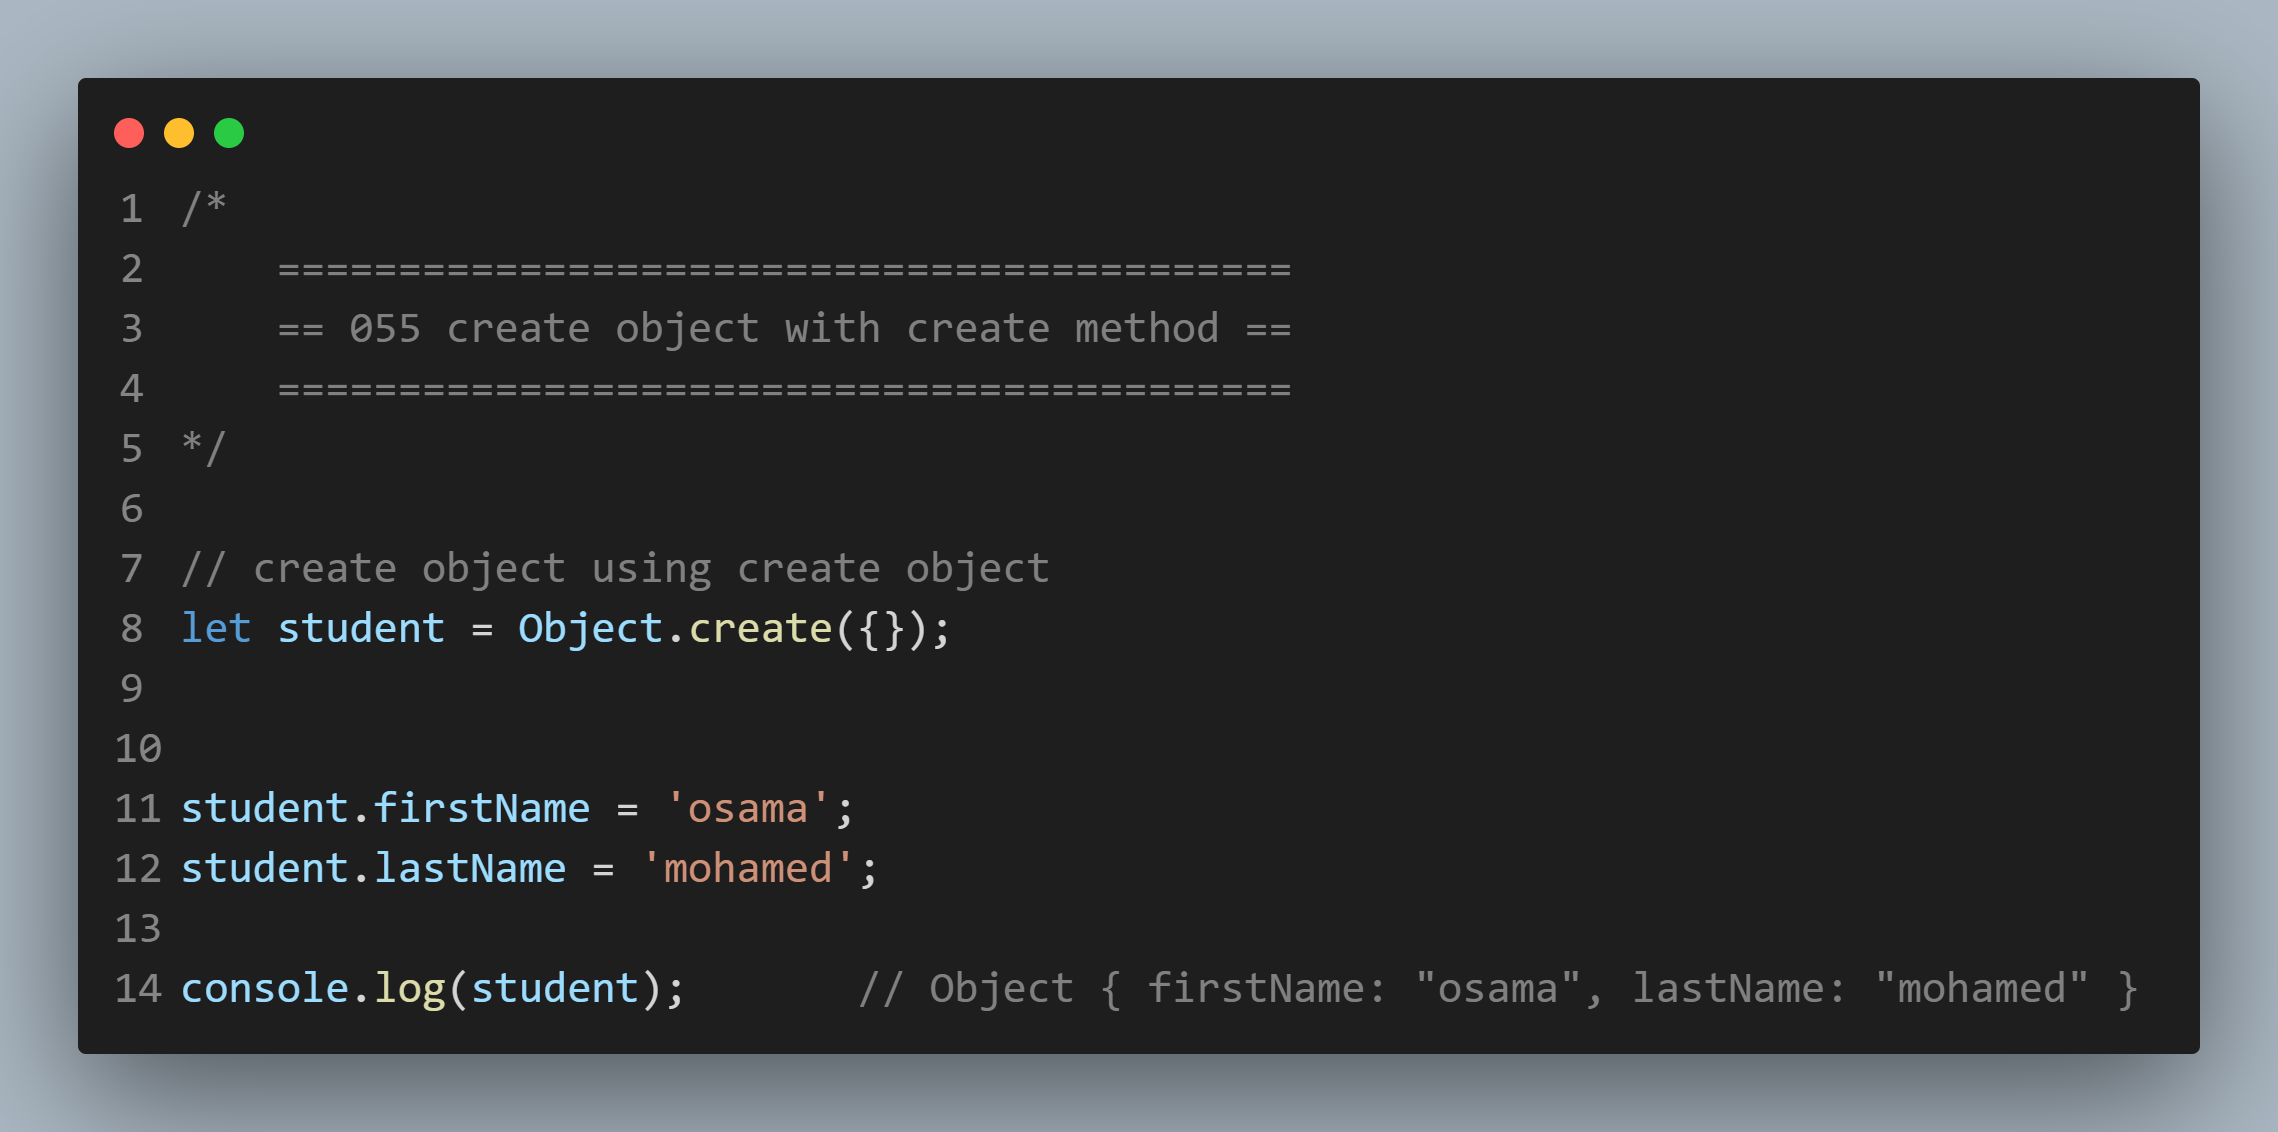 1 /*
2     ==========================================
3     == 055 create object with create method ==
4     ==========================================
5 */
6
7 // create object using create object
8 let student = Object.create({});
9
10
11 student.firstName = 'osama';
12 student.lastName = 'mohamed';
13
14 console.log(student);       // Object { firstName: "osama", lastName: "mohamed" }